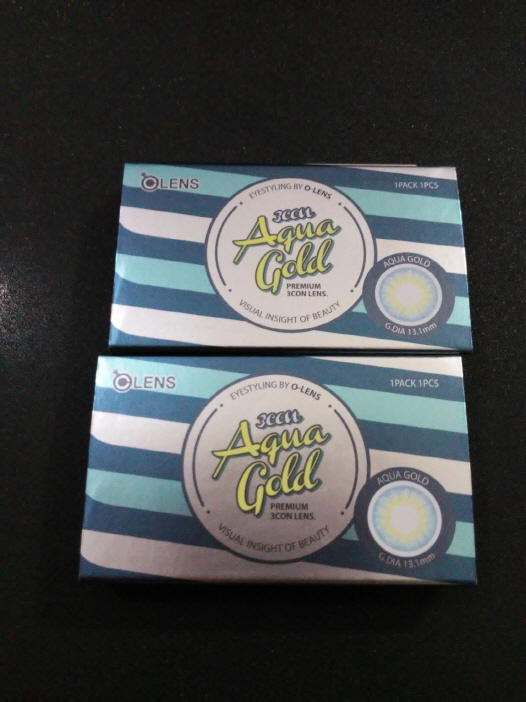 OLENS
1PACK 1PCS
EYESTYLING BY O-LENS
3con
Aqua
Gold
PREMIUM
3CON LENS.
VISUAL INSIGHT OF BEAUTY
AQUA GOLD
G.DIA 13.1mm
OLENS
1PACK 1PCS
EYESTYLING BY O-LENS
3con
Aqua
Gold
PREMIUM
3CON LENS.
VISUAL INSIGHT OF BEAUTY
AQUA GOLD
G.DIA 13.1mm